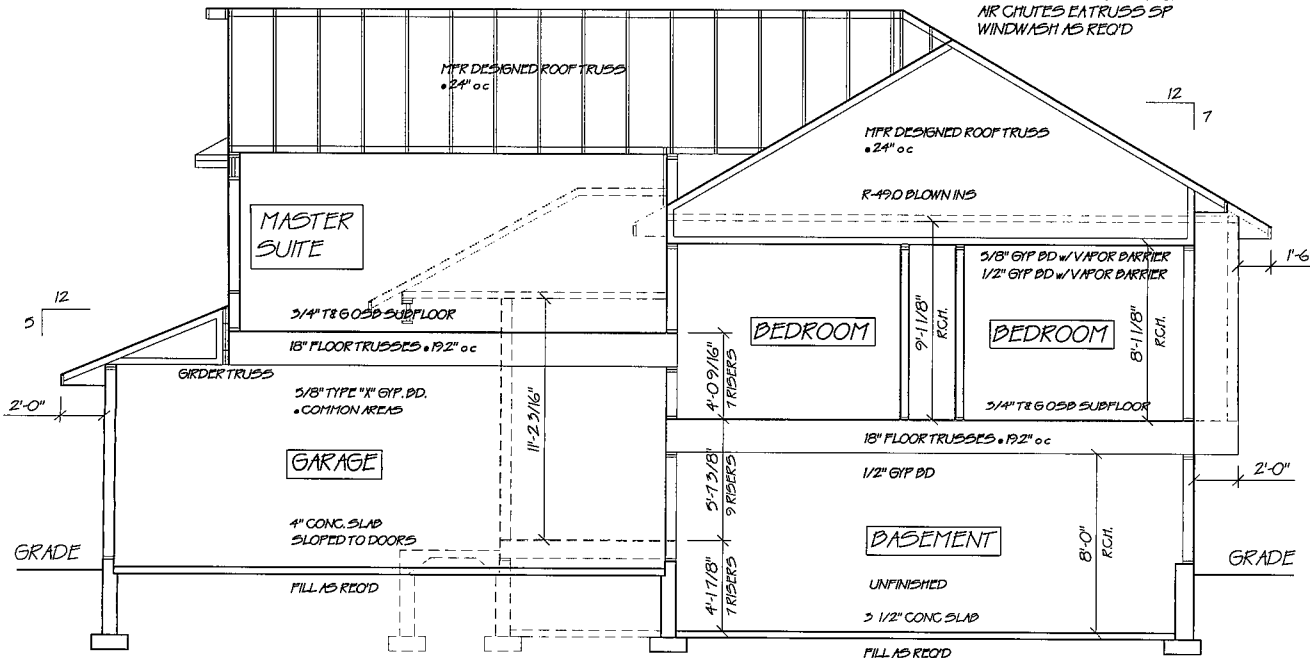 AIR CHUTES EA TRUSS SP
WINDWASH AS REQ'D
MFR DESIGNED ROOF TRUSS
• 24" oc
12
7
MFR DESIGNED ROOF TRUSS
• 24" oc
R-49.0 BLOWN INS
MASTER
SUITE
5/8" GYP BD w/ VAPOR BARRIER
1/2" GYP BD w/ VAPOR BARRIER
1'-6
12
5
3/4" T&G OSB SUBFLOOR
BEDROOM
9'-1 1/8"
R.C.H.
BEDROOM
8'-1 1/8"
R.C.H.
18" FLOOR TRUSSES • 19.2" oc
GIRDER TRUSS
4'-0 9/16"
7 RISERS
2'-0"
5/8" TYPE "X" GYP. BD.
• COMMON AREAS
3/4" T&G OSB SUBFLOOR
11'-2 3/16"
18" FLOOR TRUSSES • 19.2" oc
GARAGE
5'-7 3/8"
9 RISERS
1/2" GYP BD
2'-0"
4" CONC. SLAB
SLOPED TO DOORS
BASEMENT
8'-0"
R.C.H.
GRADE
GRADE
FILL AS REQ'D
4'-1 7/8"
7 RISERS
UNFINISHED
3 1/2" CONC SLAB
FILL AS REQ'D